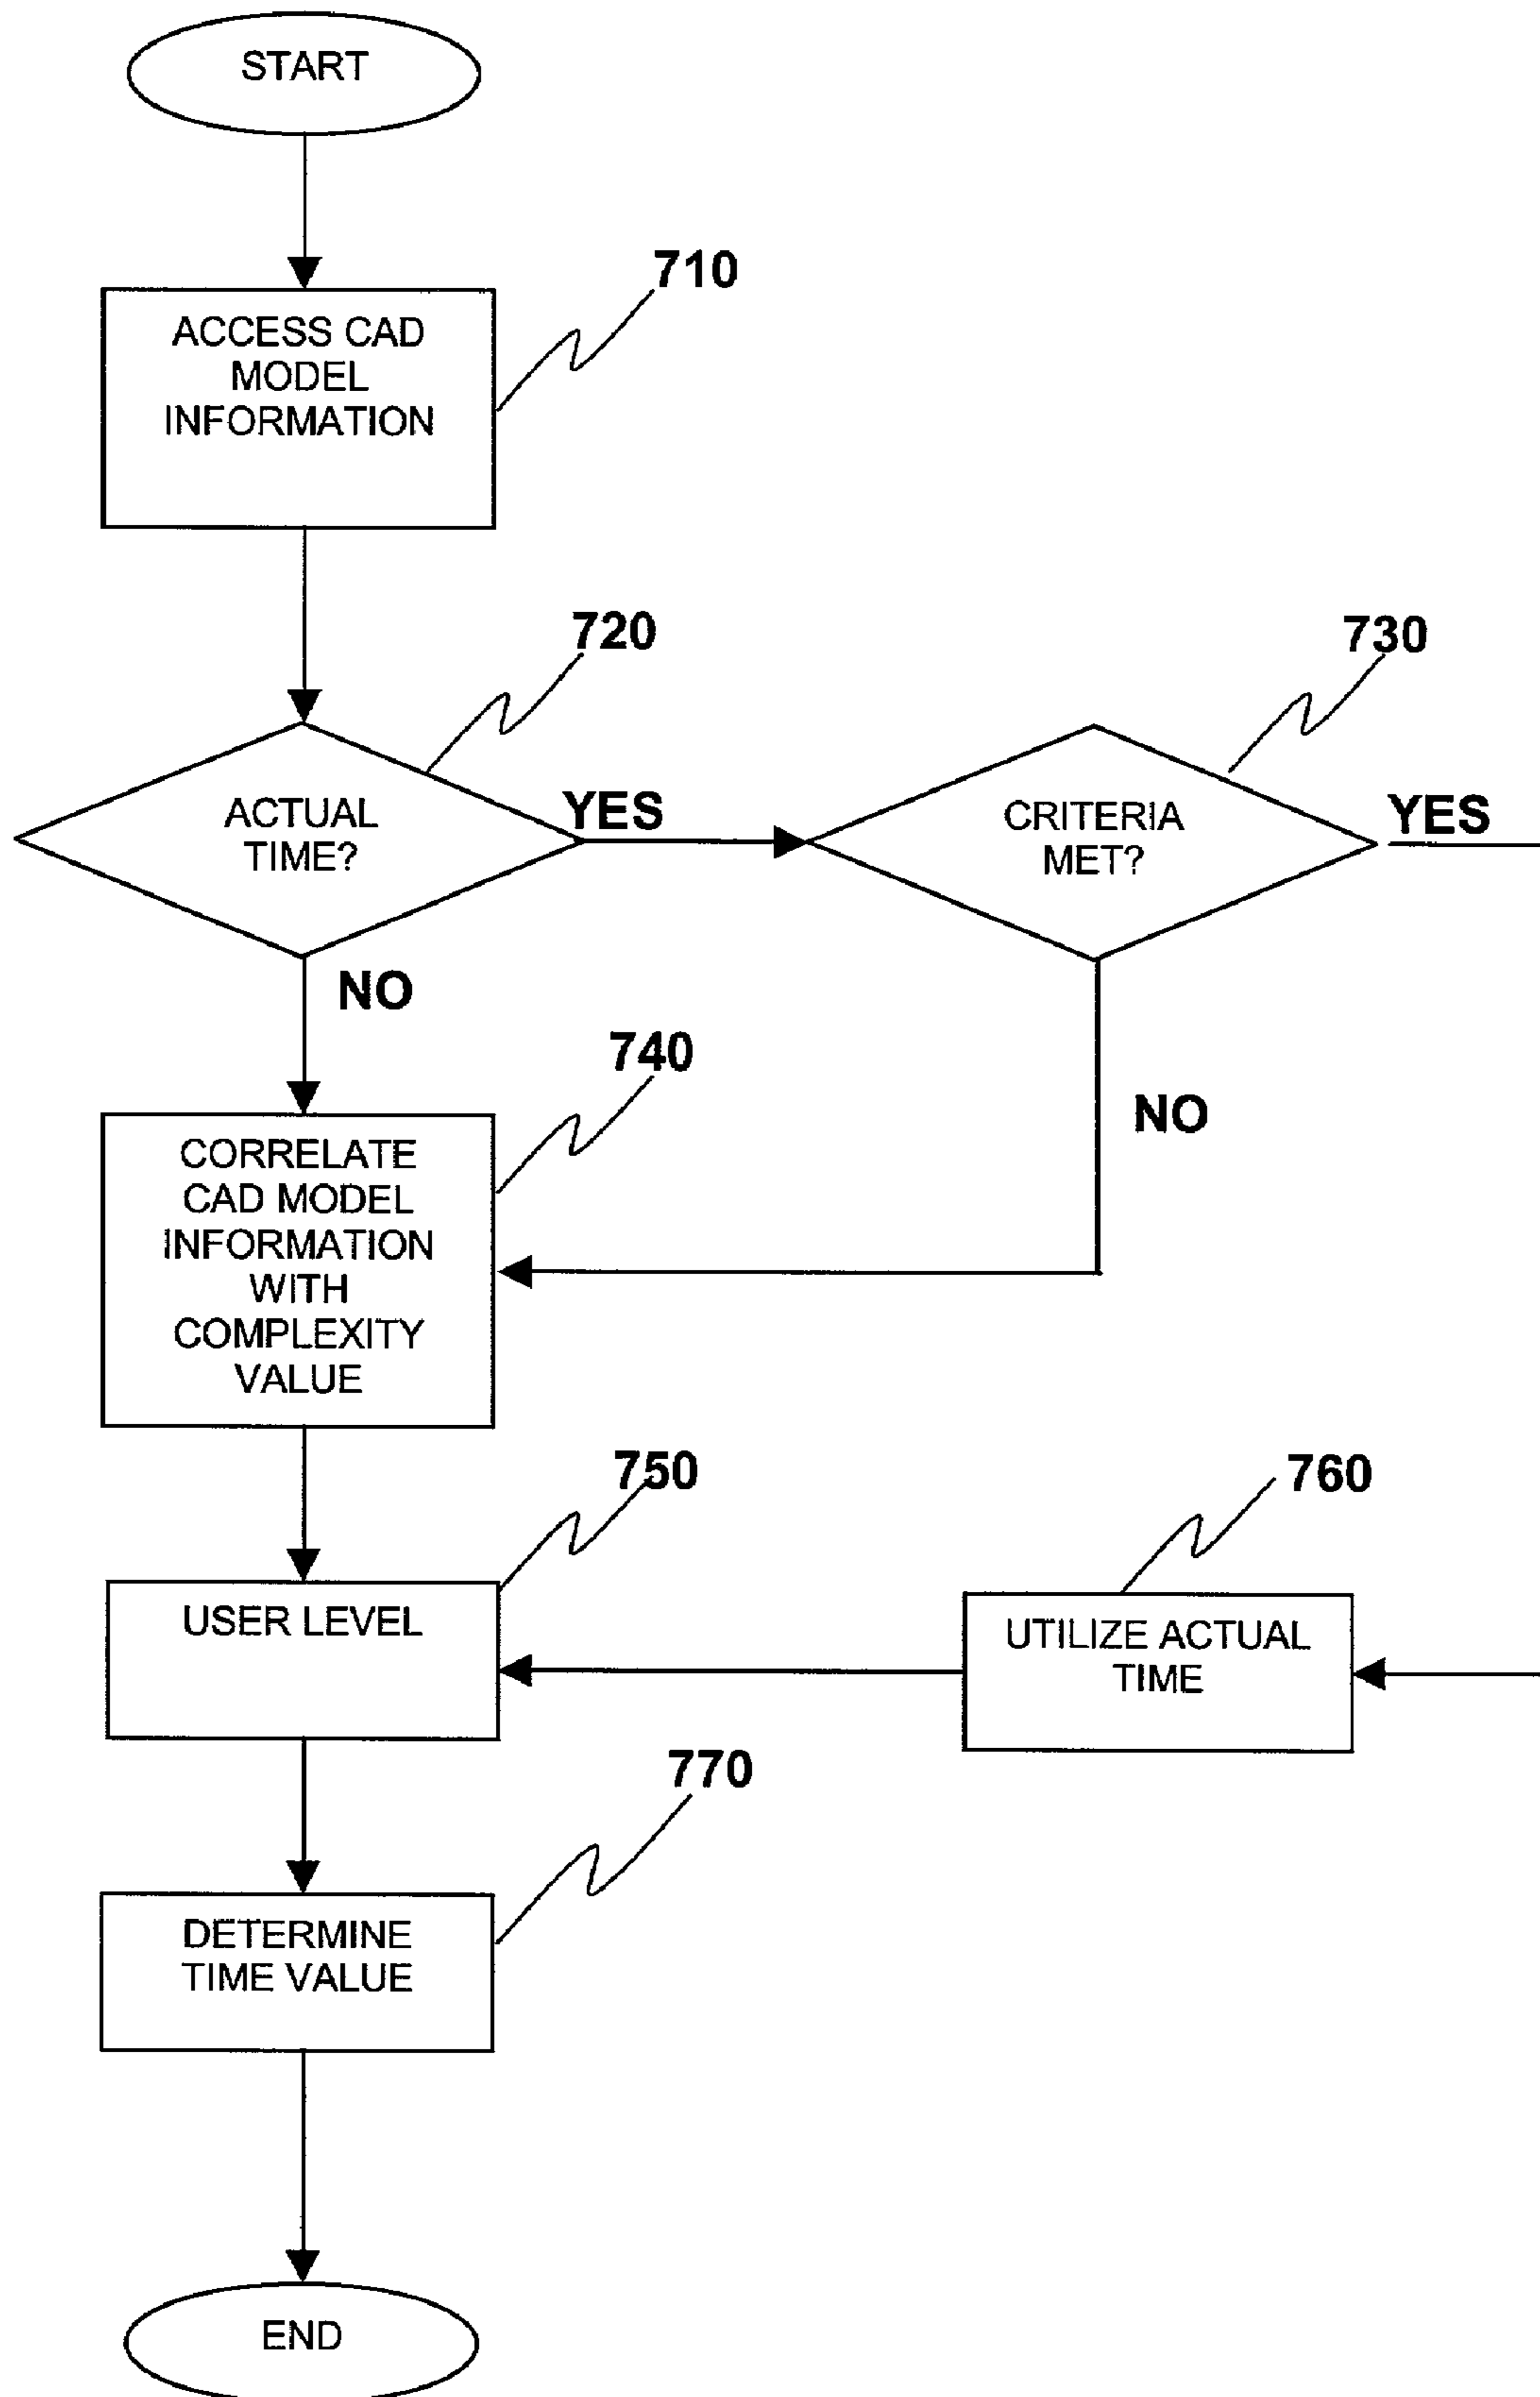 START
710
ACCESS CAD
MODEL
INFORMATION
720
730
ACTUAL
TIME?
YES
CRITERIA
MET?
YES
NO
740
NO
CORRELATE
CAD MODEL
INFORMATION
WITH
COMPLEXITY
VALUE
750
760
USER LEVEL
UTILIZE ACTUAL
TIME
770
DETERMINE
TIME VALUE
END